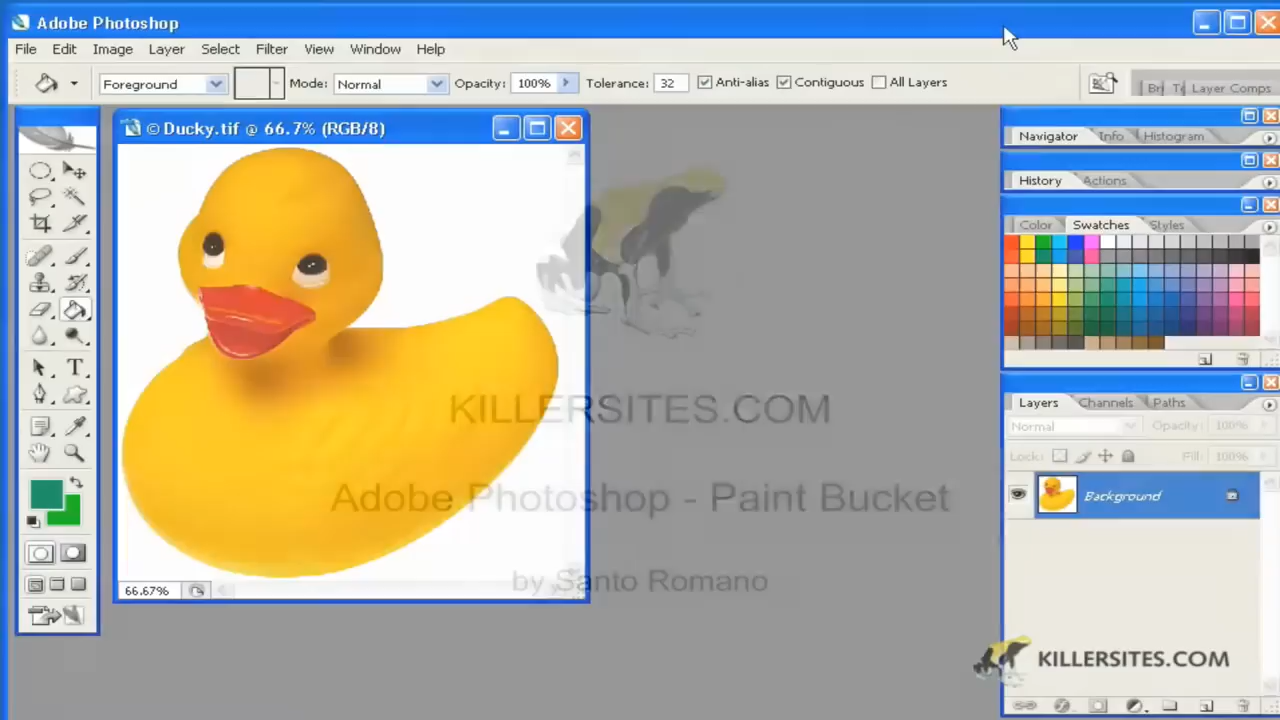 Adobe Photoshop
File Edit Image Layer Select Filter View Window Help
Foreground Mode: Normal Opacity: 100% Tolerance: 32 Anti-alias Contiguous All Layers
Layer Comps
© Ducky.tif @ 66.7% (RGB/8)
Navigator Info Histogram
History Actions
Color Swatches Styles
KILLERSITES.COM
Layers Channels Paths
Normal Opacity: 100%
Lock: Fill: 100%
Background
Adobe Photoshop - Paint Bucket
by Santo Romano
66.67%
KILLERSITES.COM